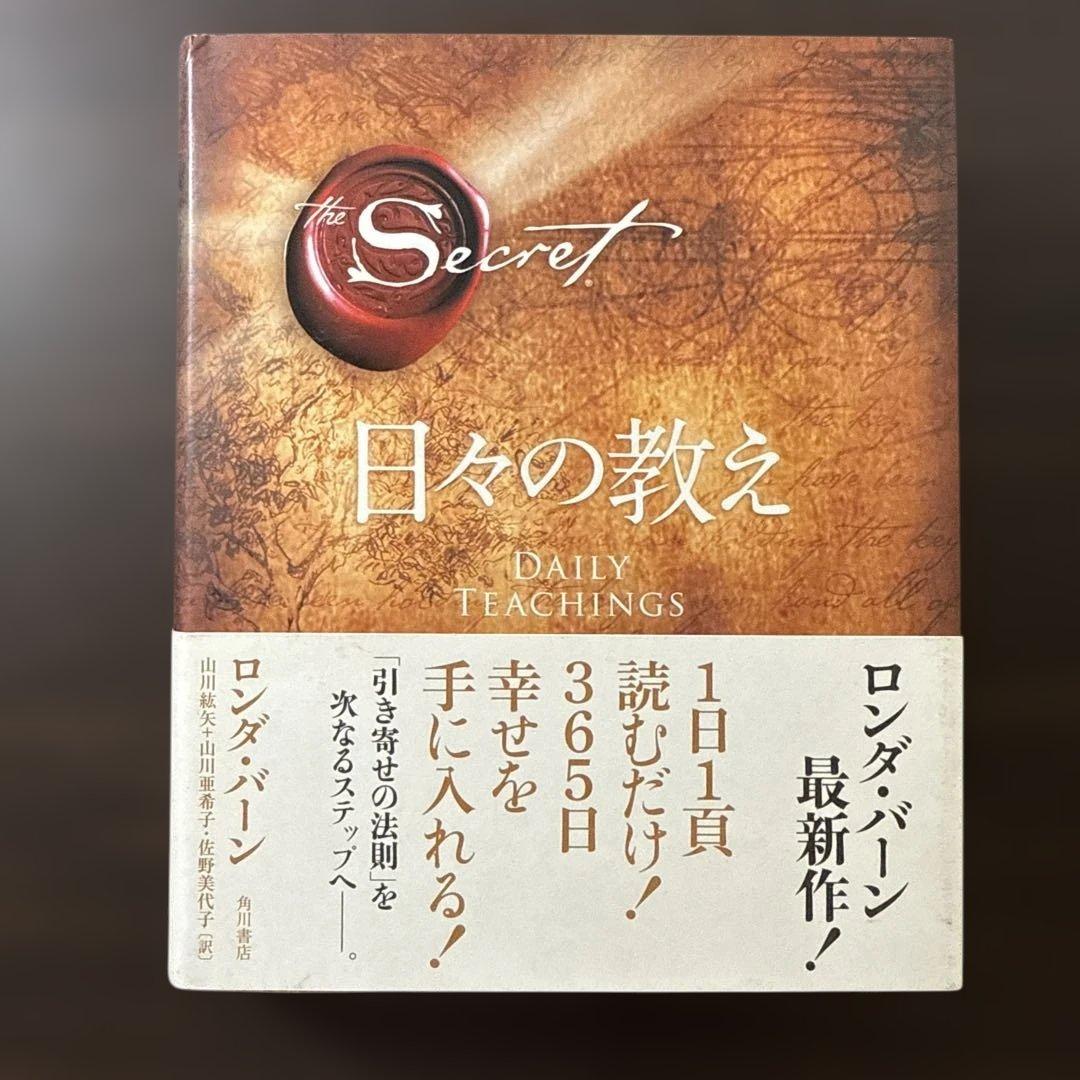 the Secret®
日々の教え
DAILY
TEACHINGS
ロンダ・バーン
最新作！
1日1頁
読むだけ！
365日
幸せを
手に入れる！
「引き寄せの法則」を
次なるステップへ──。
ロンダ・バーン
角川書店
山川紘矢＋山川亜希子・佐野美代子〔訳〕